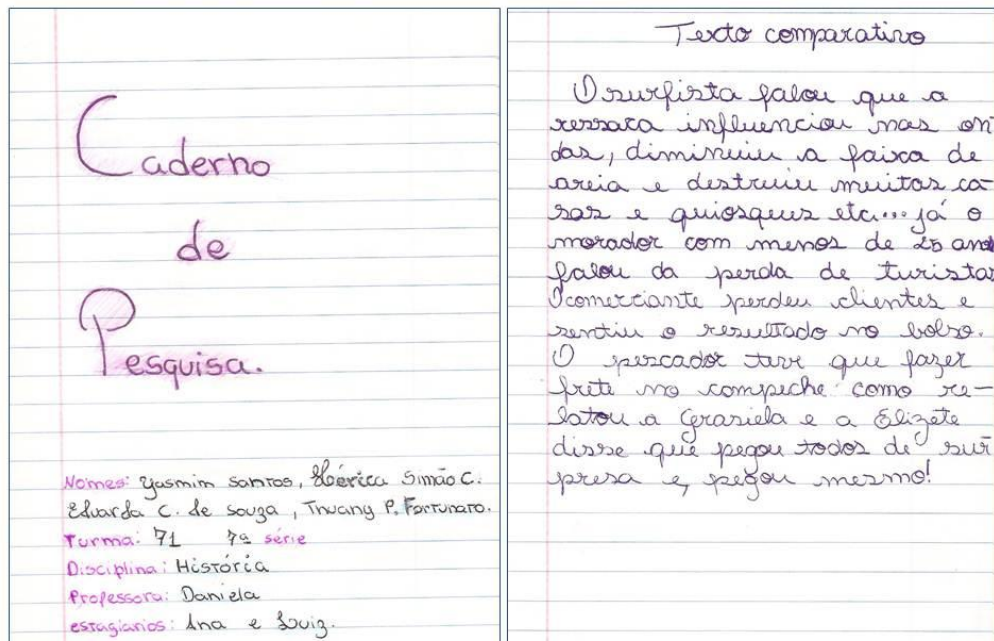 Caderno
de
Pesquisa.
Nomes: Yasmin Santos, Hérica Simão C.
Eduarda C. de Souza, Thuany P. Fortunato.
Turma: 71 7ª série
Disciplina: História
Professora: Daniela
estagiarios: Ana e Luiz.
Texto comparativo
O surfista falou que a
ressaca influenciou nas on
das, diminuiu a faixa de
areia e destruiu muitas ca-
sas e quiosques etc... já o
morador com menos de 25 anos
falou da perda de turistas
O comerciante perdeu clientes e
sentiu o resultado no bolso.
O pescador teve que fazer
frete no compeche como re-
latou a Grasiela e a Elizete
disse que pegou todos de sur
presa e, pegou mesmo!